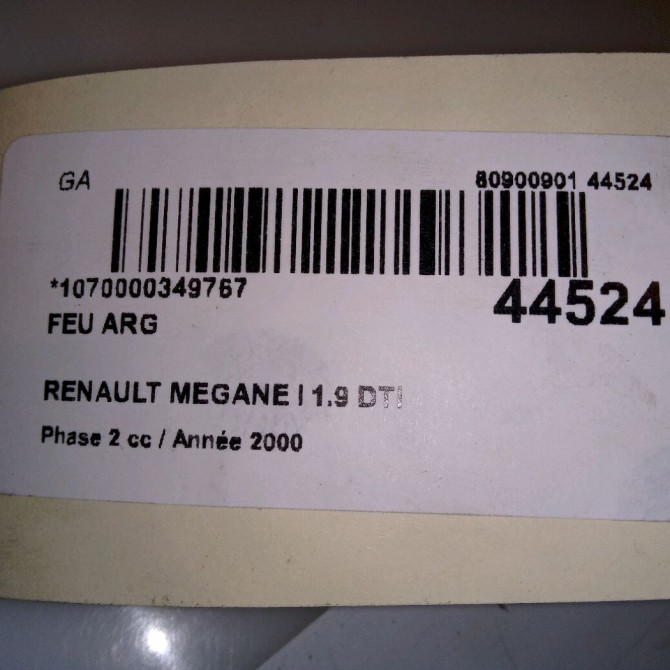 GA 80900901 44524
*1070000349767
44524
FEU ARG
RENAULT MEGANE I 1.9 DTI
Phase 2 cc / Année 2000